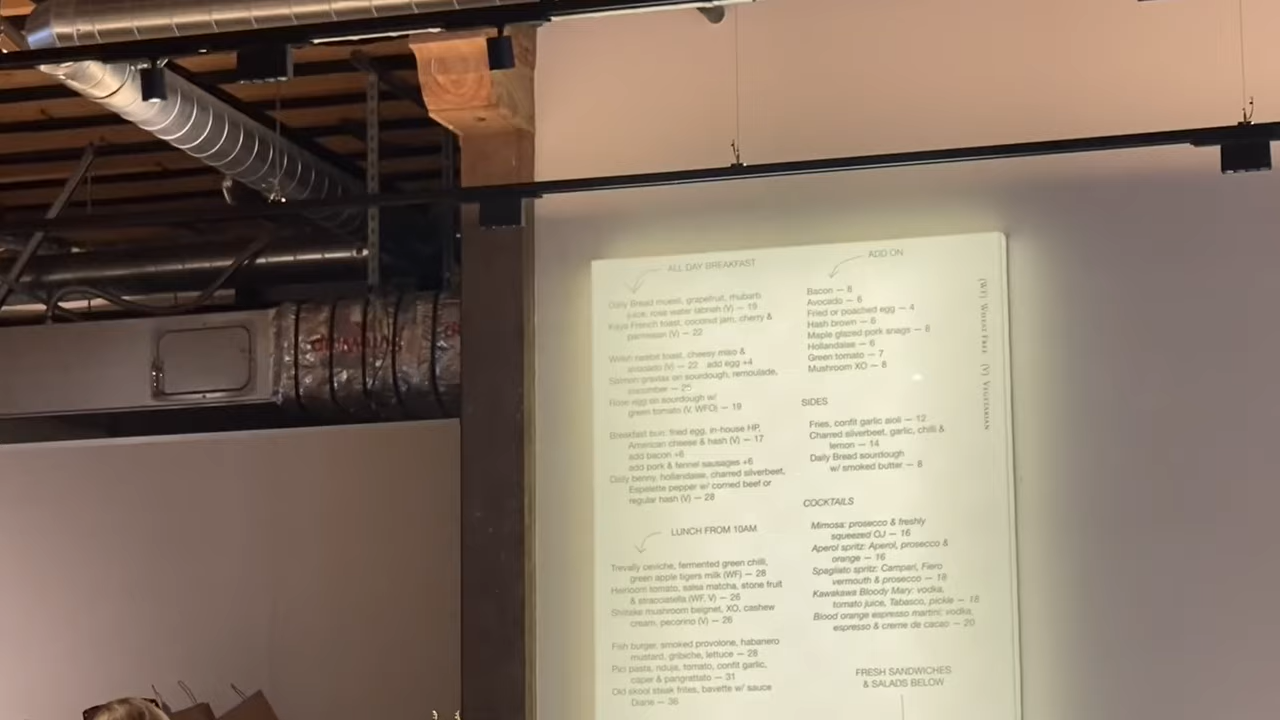 ALL DAY BREAKFAST
Daily Bread muesli, grapefruit, rhubarb
juice, rose water labneh (V) — 19
Kaya French toast, coconut jam, cherry &
parmesan (V) — 22
Welsh rarebit toast, cheesy miso &
avocado (V) — 22 add egg +4
Salmon gravlax on sourdough, remoulade,
cucumber — 25
egg on sourdough w/
green tomato (V, WFO) — 19
Breakfast bun: fried egg, in-house HP,
American cheese & hash (V) — 17
add bacon +6
add pork & fennel sausages +6
Daily benny, hollandaise, charred silverbeet,
Espelette pepper w/ corned beef or
regular hash (V) — 28
LUNCH FROM 10AM
Trevally ceviche, fermented green chilli,
green apple tigers milk (WF) — 28
Heirloom tomato, salsa matcha, stone fruit
& stracciatella (WF, V) — 26
Shiitake mushroom beignet, XO, cashew
cream, pecorino (V) — 26
Fish burger, smoked provolone, habanero
mustard, gribiche, lettuce — 28
pasta, nduja, tomato, confit garlic,
caper & pangrattato — 31
Old skool steak frites, bavette w/ sauce
Diane — 36
ADD ON
Bacon — 8
Avocado — 6
Fried or poached egg — 4
Hash brown — 6
Maple glazed pork snags — 8
Hollandaise — 6
Green tomato — 7
Mushroom XO — 8
SIDES
Fries, confit garlic aioli — 12
Charred silverbeet, garlic, chilli &
lemon — 14
Daily Bread sourdough
w/ smoked butter — 8
COCKTAILS
Mimosa: prosecco & freshly
squeezed OJ — 16
Aperol spritz: Aperol, prosecco &
orange — 16
Spagliato spritz: Campari, Fiero
vermouth & prosecco — 18
Kawakawa Bloody Mary: vodka,
tomato juice, Tabasco, pickle — 18
Blood orange espresso martini: vodka,
espresso & creme de cacao — 20
FRESH SANDWICHES
& SALADS BELOW
(WF) WHEAT FREE (V) VEGETARIAN